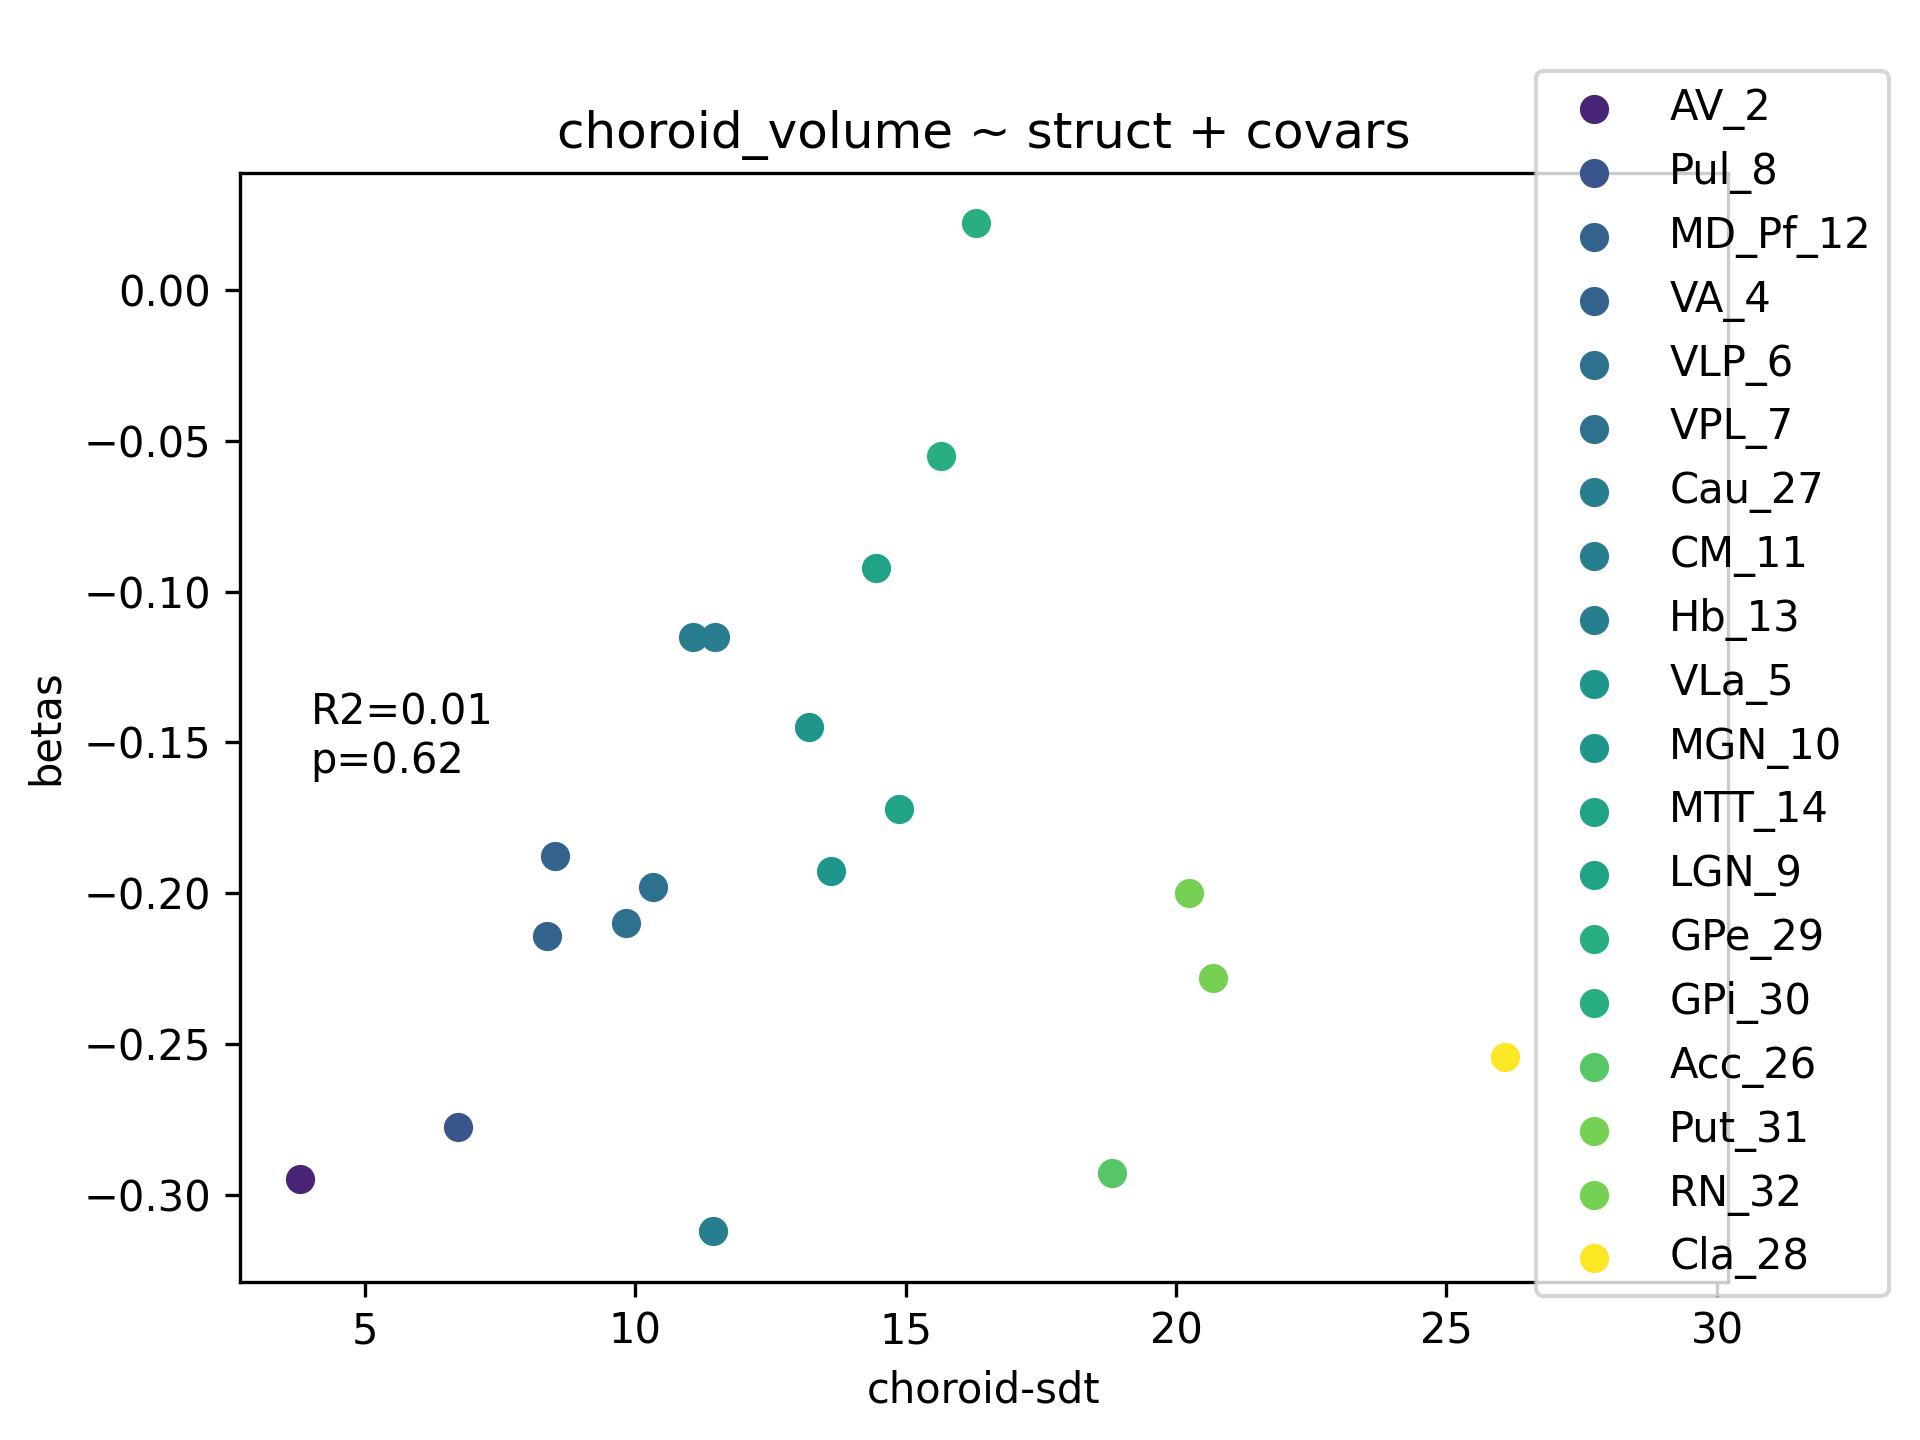 choroid_volume ~ struct + covars
AV_2
Pul_8
MD_Pf_12
VA_4
VLP_6
VPL_7
Cau_27
CM_11
Hb_13
VLa_5
MGN_10
MTT_14
LGN_9
GPe_29
GPi_30
Acc_26
Put_31
RN_32
Cla_28
0.00
−0.05
−0.10
−0.15
−0.20
−0.25
−0.30
betas
R2=0.01
p=0.62
5
10
15
20
25
30
choroid-sdt